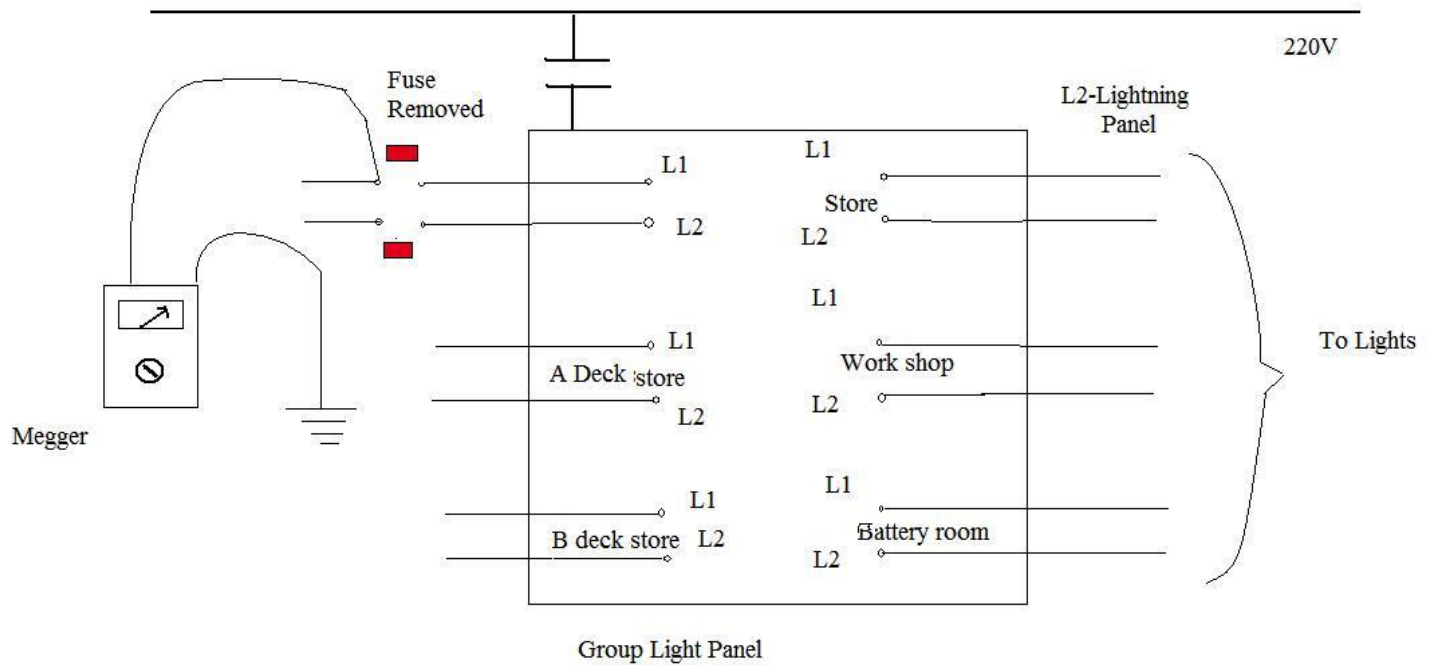 220V
Fuse
Removed
L2-Lightning
Panel
L1
L1
Store
L2
L2
L1
L1
A Deck store
Work shop
L2
L2
To Lights
Megger
L1
L1
B deck store
L2
Battery room
L2
Group Light Panel